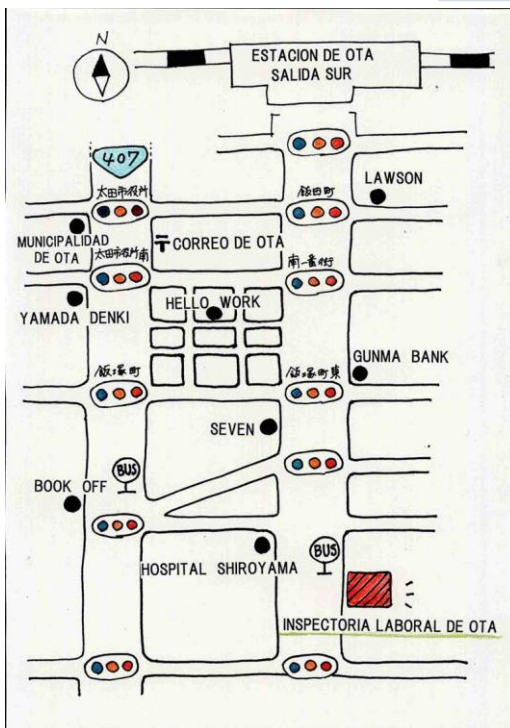 N
ESTACION DE OTA
SALIDA SUR
407
太田市役所
飯田町
LAWSON
MUNICIPALIDAD
DE OTA
〒CORREO DE OTA
太田市役所南
南一番街
YAMADA DENKI
HELLO WORK
飯塚町
飯塚町東
GUNMA BANK
SEVEN
BUS
BOOK OFF
HOSPITAL SHIROYAMA
BUS
INSPECTORIA LABORAL DE OTA